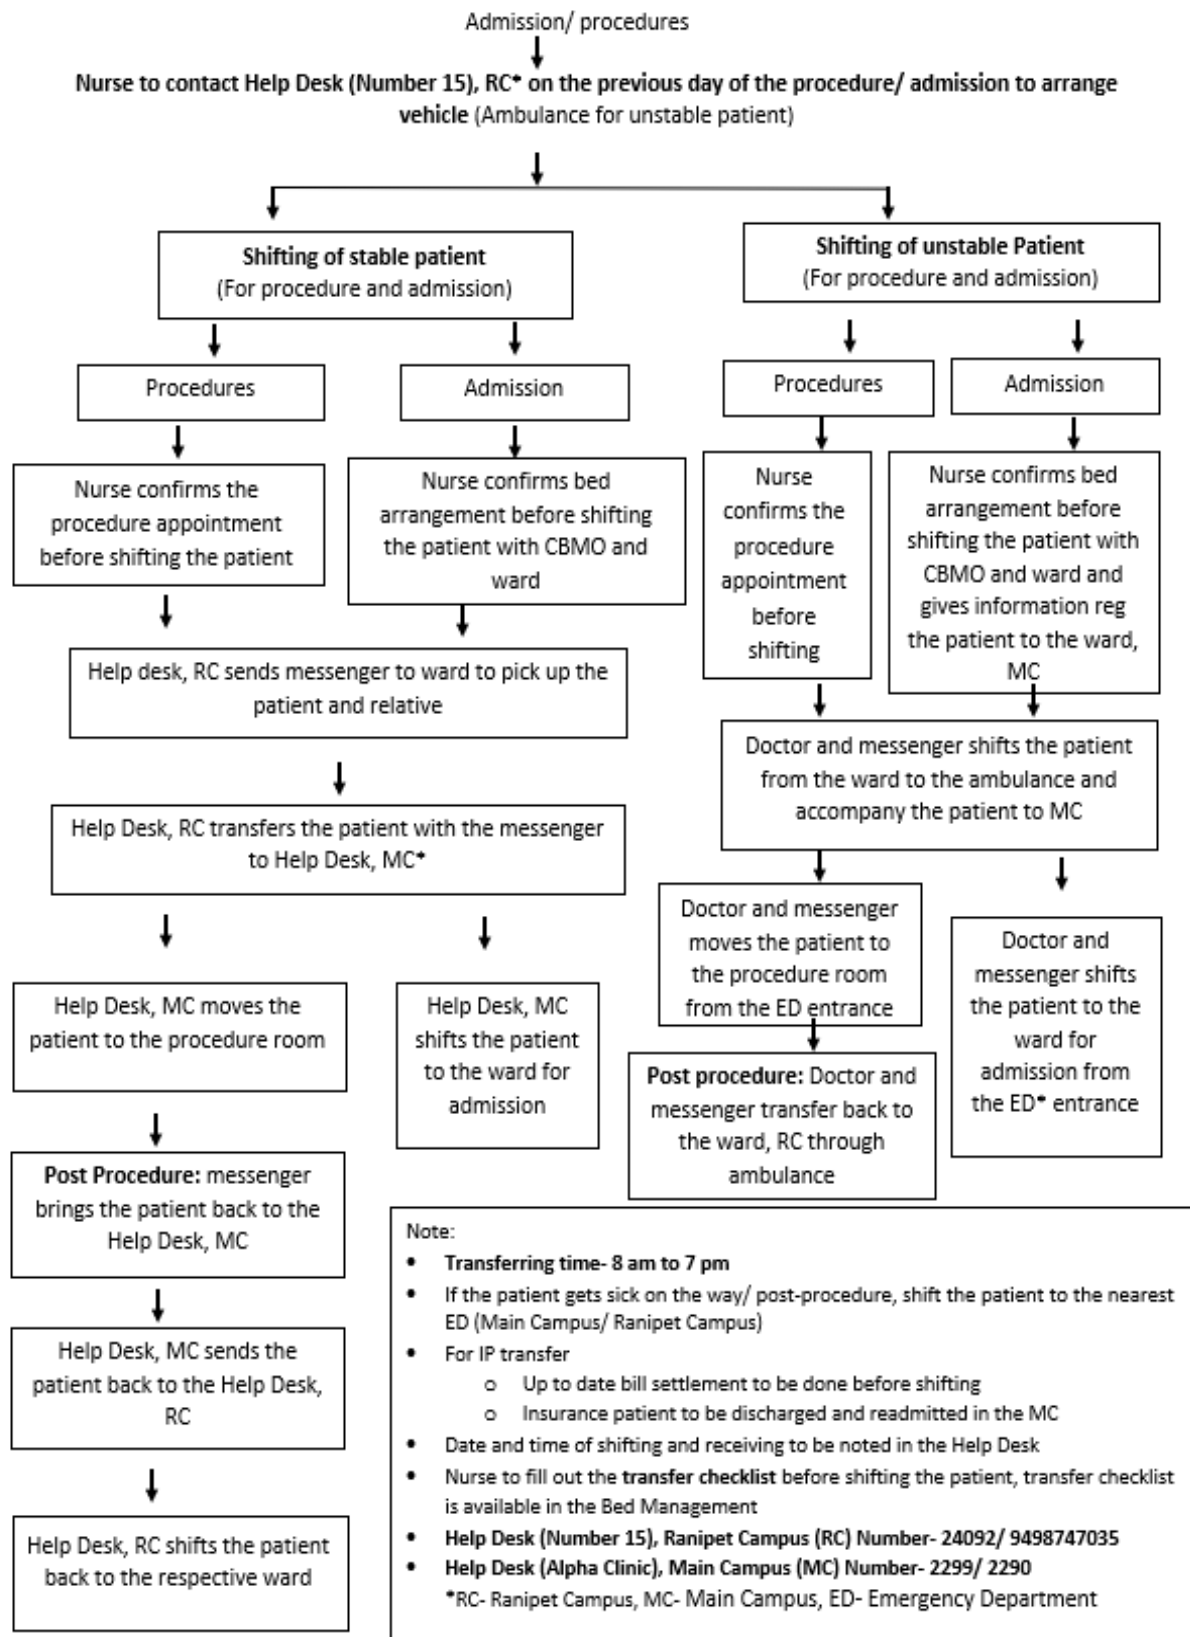 Admission/ procedures
Nurse to contact Help Desk (Number 15), RC* on the previous day of the procedure/ admission to arrange
vehicle (Ambulance for unstable patient)
Shifting of stable patient
(For procedure and admission)
Shifting of unstable Patient
(For procedure and admission)
Procedures
Admission
Procedures
Admission
Nurse confirms the
procedure appointment
before shifting the patient
Nurse confirms bed
arrangement before shifting
the patient with CBMO and
ward
Nurse
confirms the
procedure
appointment
before
shifting
Nurse confirms bed
arrangement before
shifting the patient with
CBMO and ward and
gives information reg
the patient to the ward,
MC
Help desk, RC sends messenger to ward to pick up the
patient and relative
Doctor and messenger shifts the patient
from the ward to the ambulance and
accompany the patient to MC
Help Desk, RC transfers the patient with the messenger
to Help Desk, MC*
Doctor and messenger
moves the patient to
the procedure room
from the ED entrance
Doctor and
messenger shifts
the patient to the
ward for
admission from
the ED* entrance
Help Desk, MC moves the
patient to the procedure room
Help Desk, MC
shifts the patient
to the ward for
admission
Post procedure: Doctor and
messenger transfer back to
the ward, RC through
ambulance
Post Procedure: messenger
brings the patient back to the
Help Desk, MC
Help Desk, MC sends the
patient back to the Help Desk,
RC
Help Desk, RC shifts the patient
back to the respective ward
Note:
• Transferring time- 8 am to 7 pm
• If the patient gets sick on the way/ post-procedure, shift the patient to the nearest
ED (Main Campus/ Ranipet Campus)
• For IP transfer
o Up to date bill settlement to be done before shifting
o Insurance patient to be discharged and readmitted in the MC
• Date and time of shifting and receiving to be noted in the Help Desk
• Nurse to fill out the transfer checklist before shifting the patient, transfer checklist
is available in the Bed Management
• Help Desk (Number 15), Ranipet Campus (RC) Number- 24092/ 9498747035
• Help Desk (Alpha Clinic), Main Campus (MC) Number- 2299/ 2290
*RC- Ranipet Campus, MC- Main Campus, ED- Emergency Department